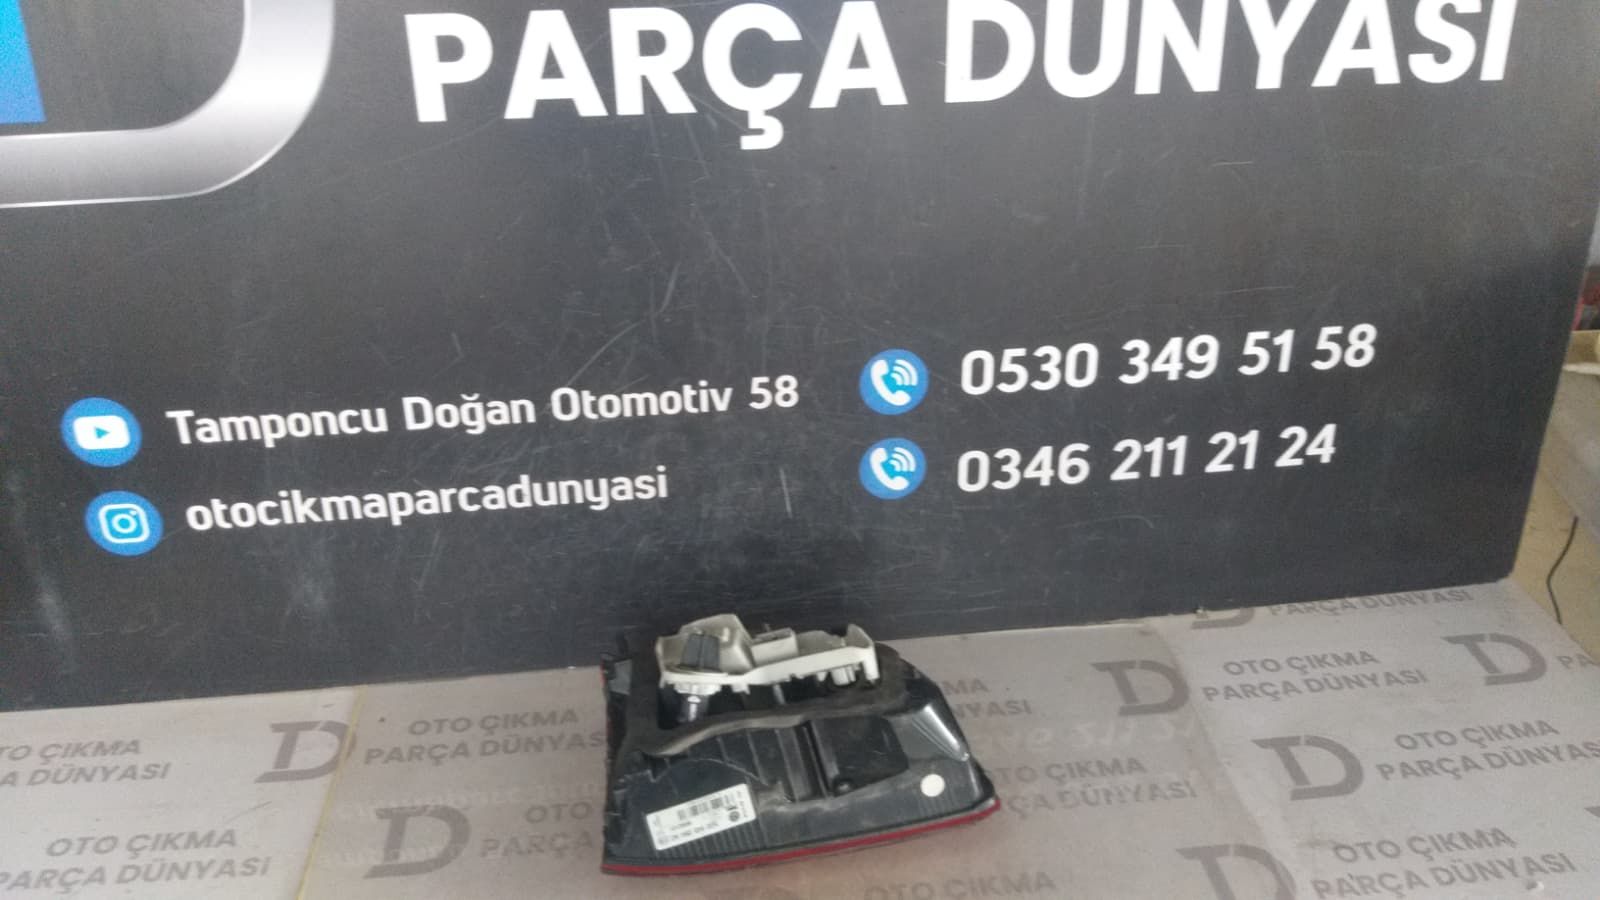 PARÇA DÜNYASI
Tamponcu Doğan Otomotiv 58
otocikmaparcadunyasi
0530 349 51 58
0346 211 21 24
PARÇA DÜNYASI
OTO ÇIKMA
PARÇA DÜNYASI
OTO ÇIKMA
PARÇA DÜNYASI
OTO ÇIKMA
PARÇA DÜNYASI
OTO ÇIKMA
PARÇA DÜNYASI
OTO ÇIKMA
PARÇA DÜNYASI
OTO ÇIKMA
PARÇA DÜNYASI